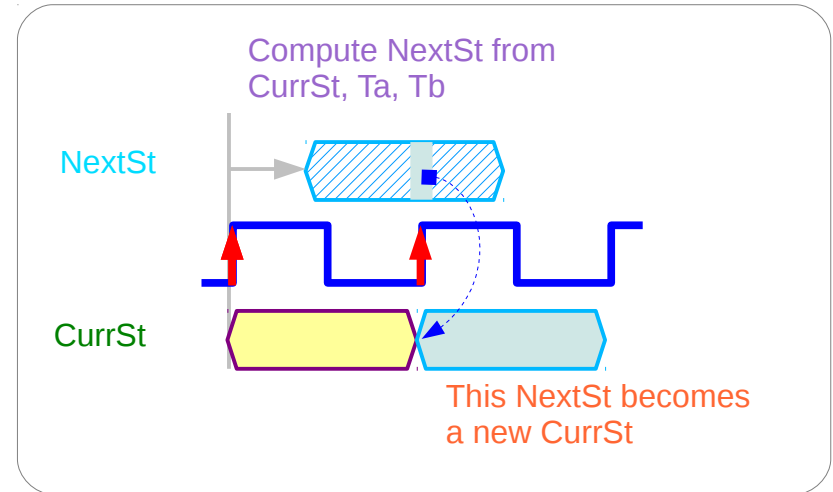 Compute NextSt from
CurrSt, Ta, Tb
NextSt
CurrSt
This NextSt becomes
a new CurrSt